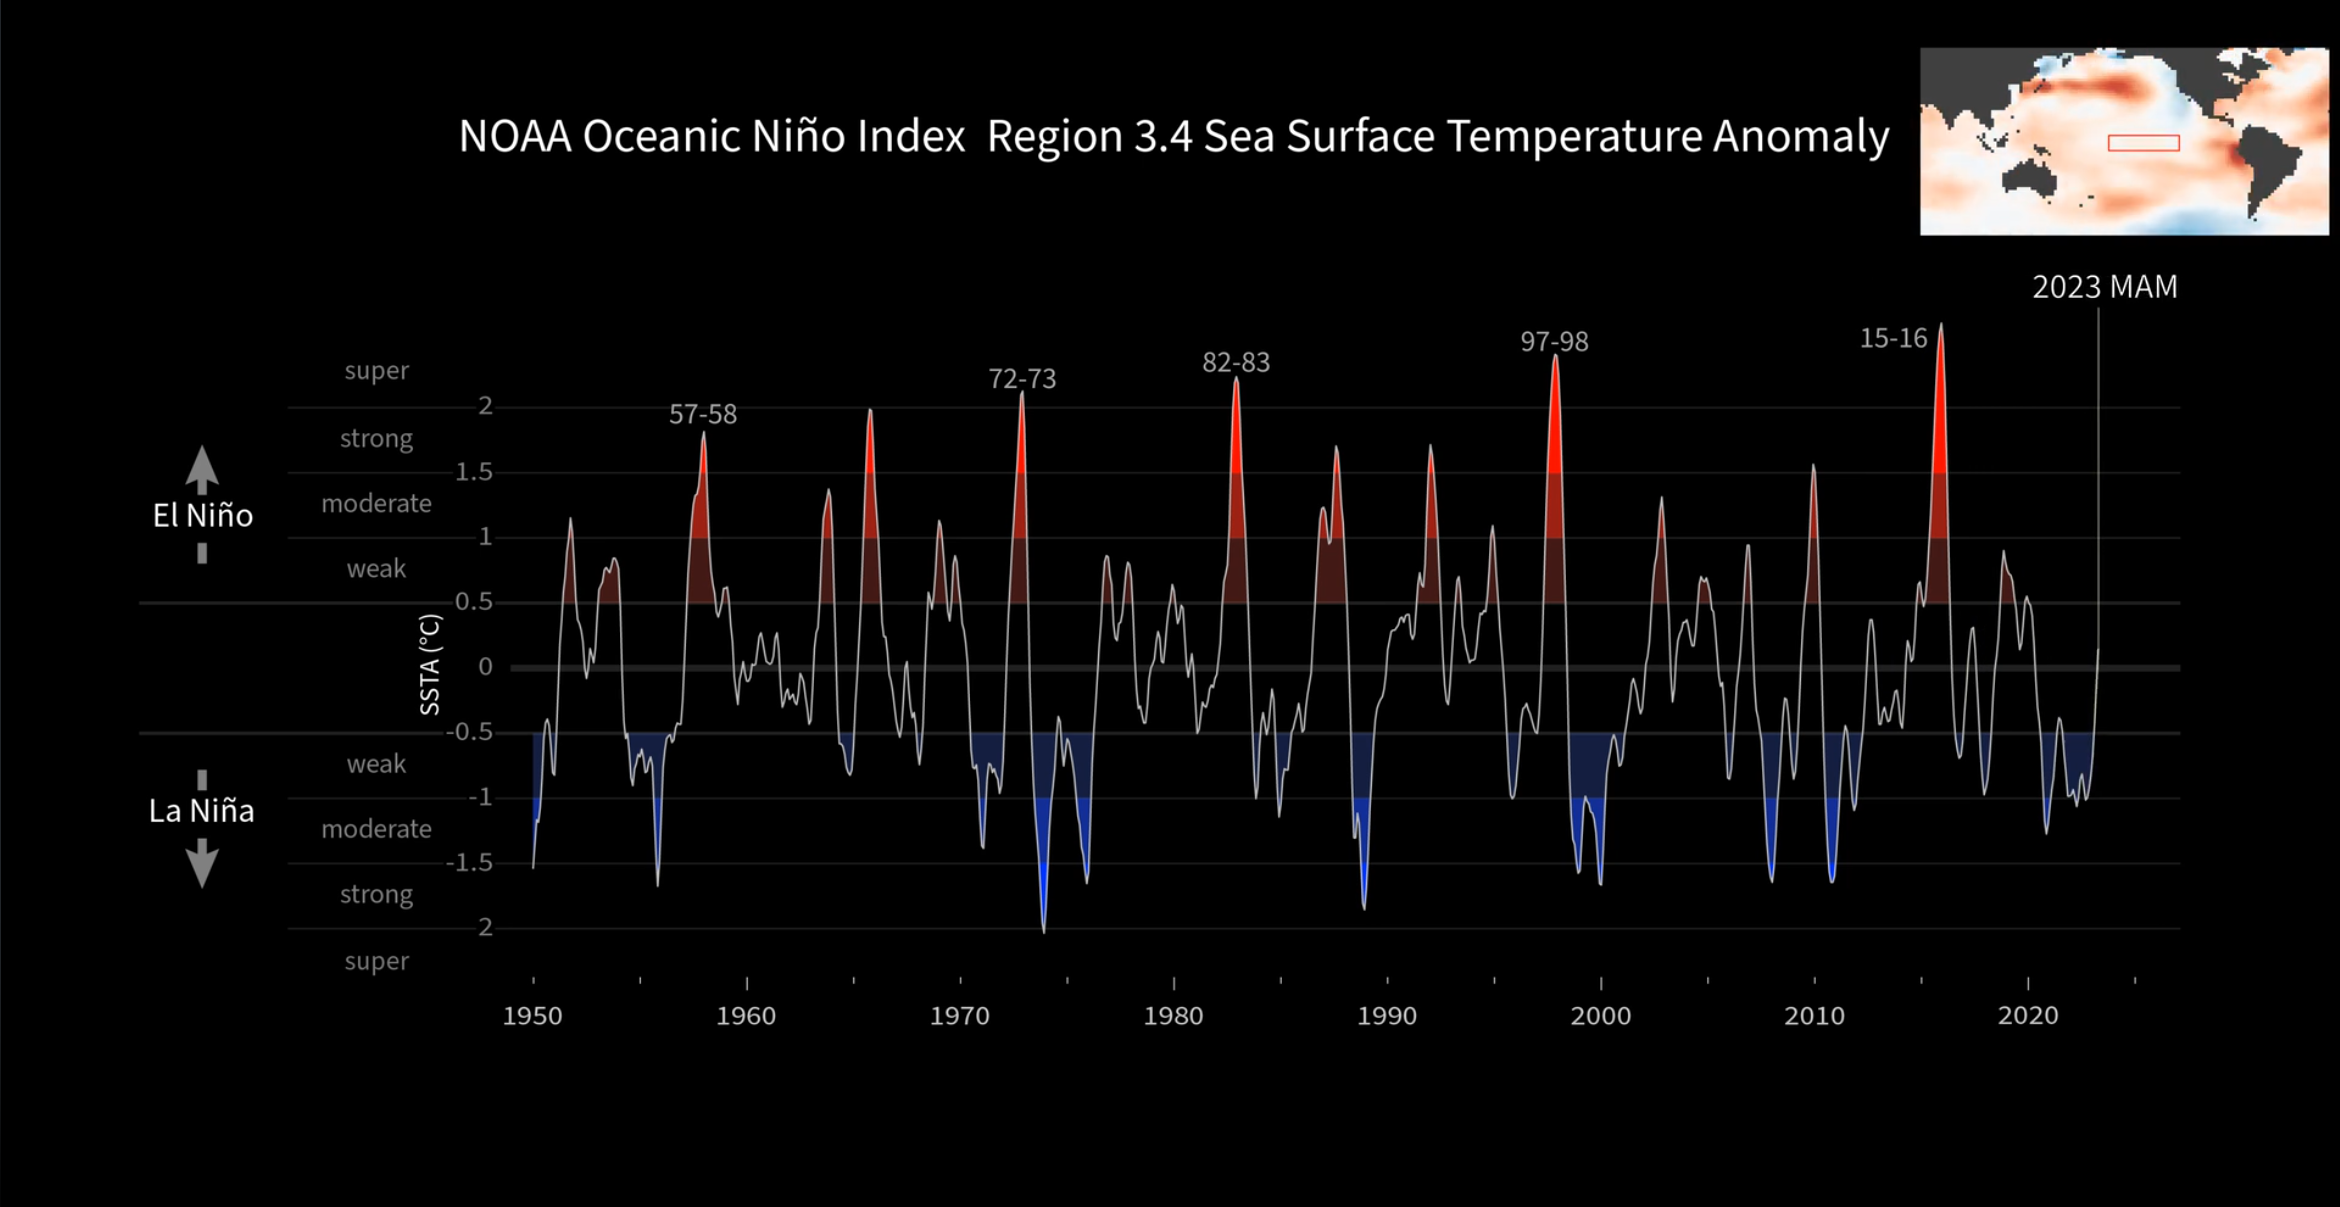 NOAA Oceanic Niño Index  Region 3.4 Sea Surface Temperature Anomaly
2023 MAM
57-58
72-73
82-83
97-98
15-16
super
2
strong
1.5
moderate
El Niño
1
weak
0.5
SSTA (°C)
0
-0.5
weak
-1
La Niña
moderate
-1.5
strong
2
super
1950 1960 1970 1980 1990 2000 2010 2020